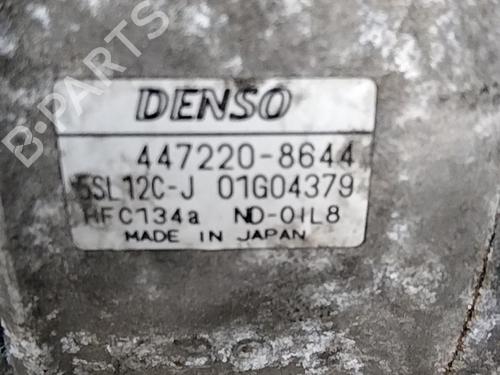 DENSO
447220-8644
5SL12C-J 01G04379
HFC134a ND-OIL8
MADE IN JAPAN
B-PARTS